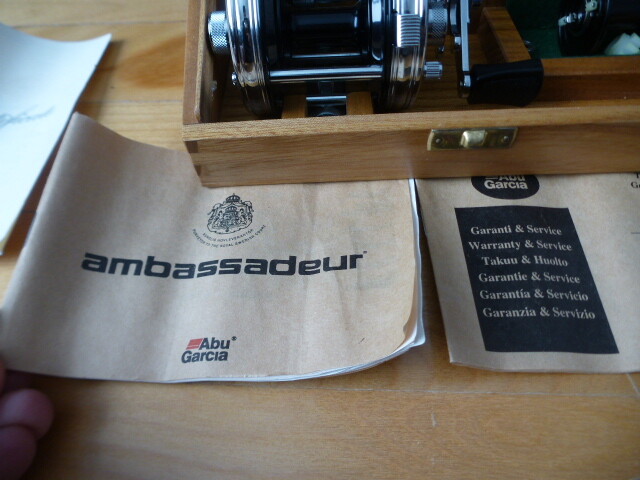 ambassadeur
Abu®
Garcia
Abu
Garcia
Garanti & Service
Warranty & Service
Takuu & Huolto
Garantie & Service
Garantía & Servicio
Garanzia & Servizio